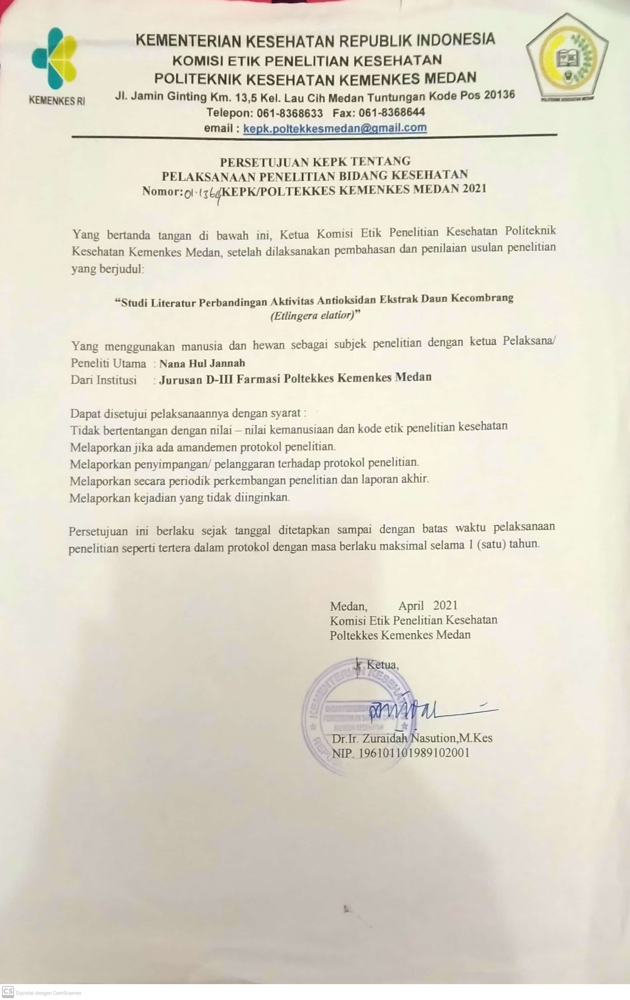 KEMENTERIAN KESEHATAN REPUBLIK INDONESIA
KOMISI ETIK PENELITIAN KESEHATAN
POLITEKNIK KESEHATAN KEMENKES MEDAN
Jl. Jamin Ginting Km. 13,5 Kel. Lau Cih Medan Tuntungan Kode Pos 20136
Telepon: 061-8368633 Fax: 061-8368644
email : kepk.poltekkesmedan@gmail.com
KEMENKES RI
POLITEKNIK KESEHATAN MEDAN
PERSETUJUAN KEPK TENTANG
PELAKSANAAN PENELITIAN BIDANG KESEHATAN
Nomor: 01.1364/KEPK/POLTEKKES KEMENKES MEDAN 2021
Yang bertanda tangan di bawah ini, Ketua Komisi Etik Penelitian Kesehatan Politeknik
Kesehatan Kemenkes Medan, setelah dilaksanakan pembahasan dan penilaian usulan penelitian
yang berjudul:
“Studi Literatur Perbandingan Aktivitas Antioksidan Ekstrak Daun Kecombrang
(Etlingera elatior)”
Yang menggunakan manusia dan hewan sebagai subjek penelitian dengan ketua Pelaksana/
Peneliti Utama : Nana Hul Jannah
Dari Institusi : Jurusan D-III Farmasi Poltekkes Kemenkes Medan
Dapat disetujui pelaksanaannya dengan syarat :
Tidak bertentangan dengan nilai – nilai kemanusiaan dan kode etik penelitian kesehatan
Melaporkan jika ada amandemen protokol penelitian.
Melaporkan penyimpangan/ pelanggaran terhadap protokol penelitian.
Melaporkan secara periodik perkembangan penelitian dan laporan akhir.
Melaporkan kejadian yang tidak diinginkan.
Persetujuan ini berlaku sejak tanggal ditetapkan sampai dengan batas waktu pelaksanaan
penelitian seperti tertera dalam protokol dengan masa berlaku maksimal selama 1 (satu) tahun.
Medan, April 2021
Komisi Etik Penelitian Kesehatan
Poltekkes Kemenkes Medan
Ketua,
KEMENTERIAN KESEHATAN
Dr.Ir. Zuraidah Nasution,M.Kes
NIP. 196101101989102001
CS Dipindai dengan CamScanner